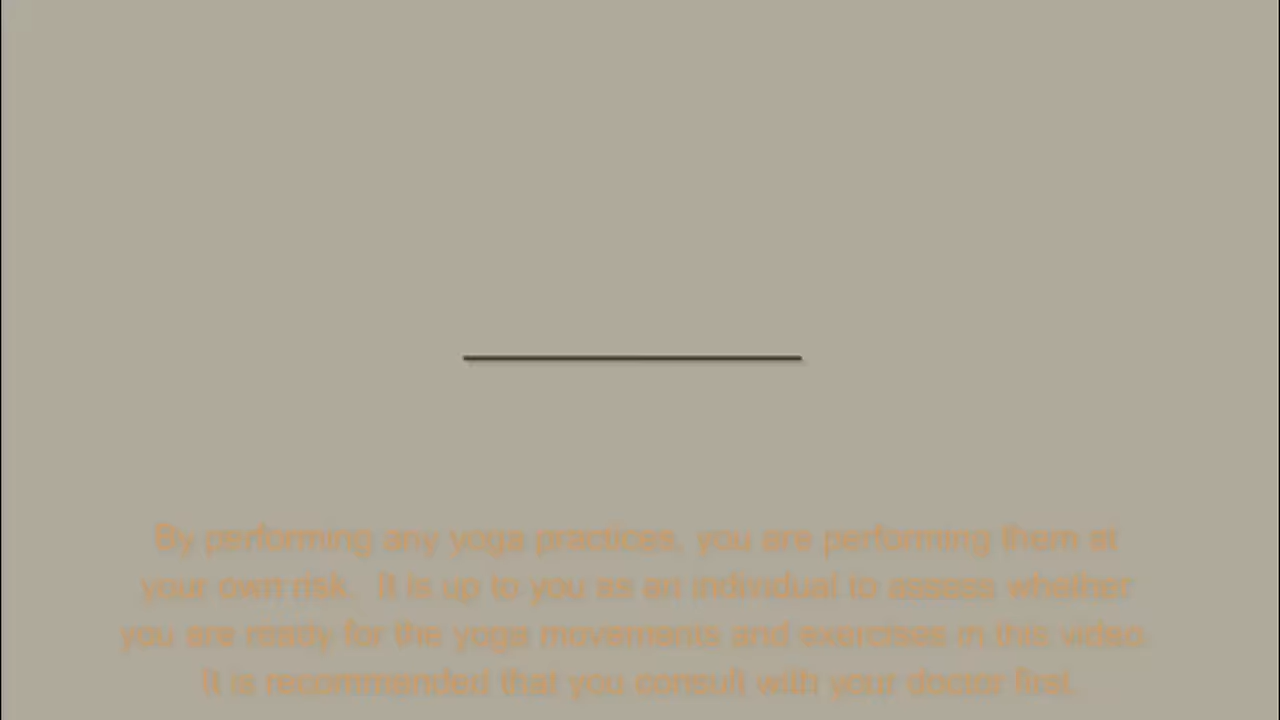 By performing any yoga practices, you are performing them at
your own risk. It is up to you as an individual to assess whether
you are ready for the yoga movements and exercises in this video.
It is recommended that you consult with your doctor first.